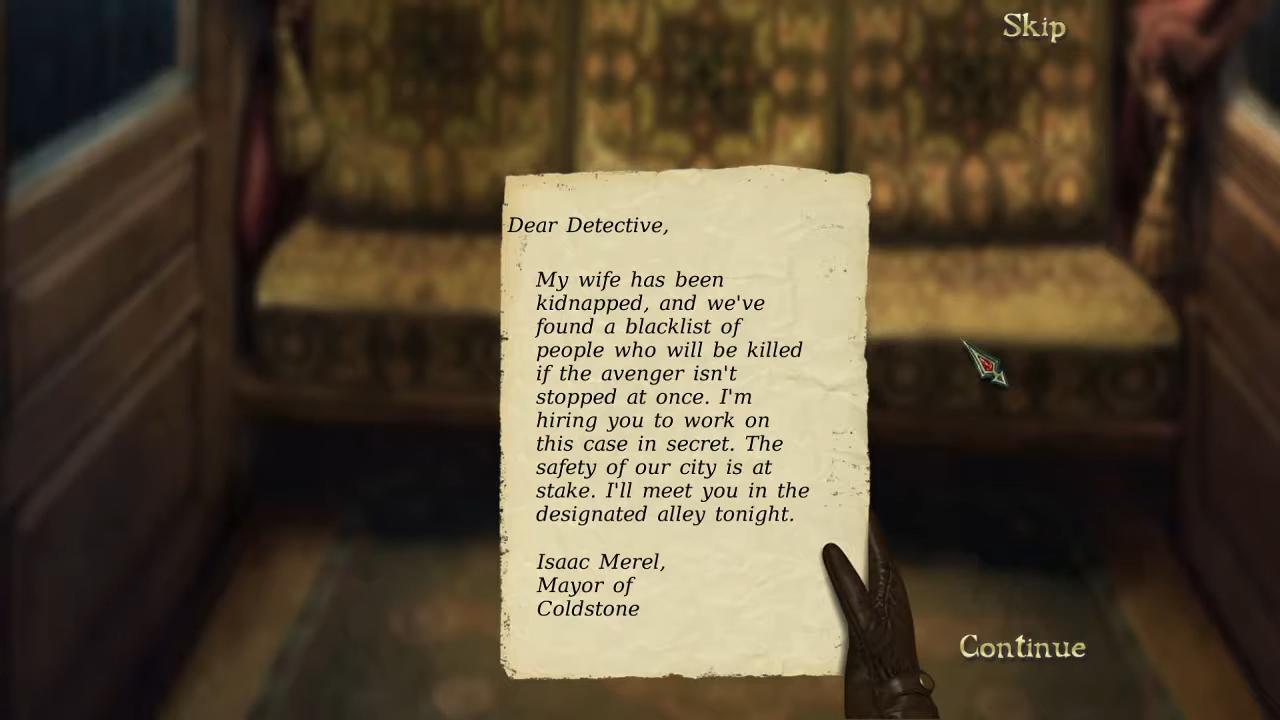 Skip
Dear Detective,
My wife has been
kidnapped, and we've
found a blacklist of
people who will be killed
if the avenger isn't
stopped at once. I'm
hiring you to work on
this case in secret. The
safety of our city is at
stake. I'll meet you in the
designated alley tonight.
Isaac Merel,
Mayor of
Coldstone
Continue